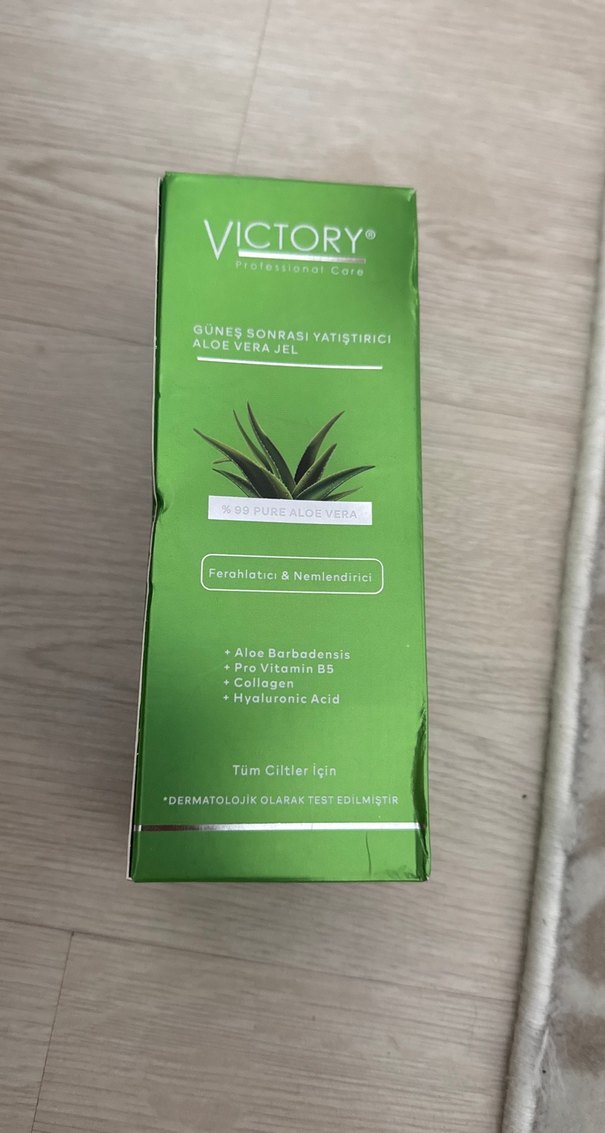 VICTORY®
Professional Care
GÜNEŞ SONRASI YATIŞTIRICI
ALOE VERA JEL
% 99 PURE ALOE VERA
Ferahlatıcı & Nemlendirici
+ Aloe Barbadensis
+ Pro Vitamin B5
+ Collagen
+ Hyaluronic Acid
Tüm Ciltler İçin
*DERMATOLOJİK OLARAK TEST EDİLMİŞTİR